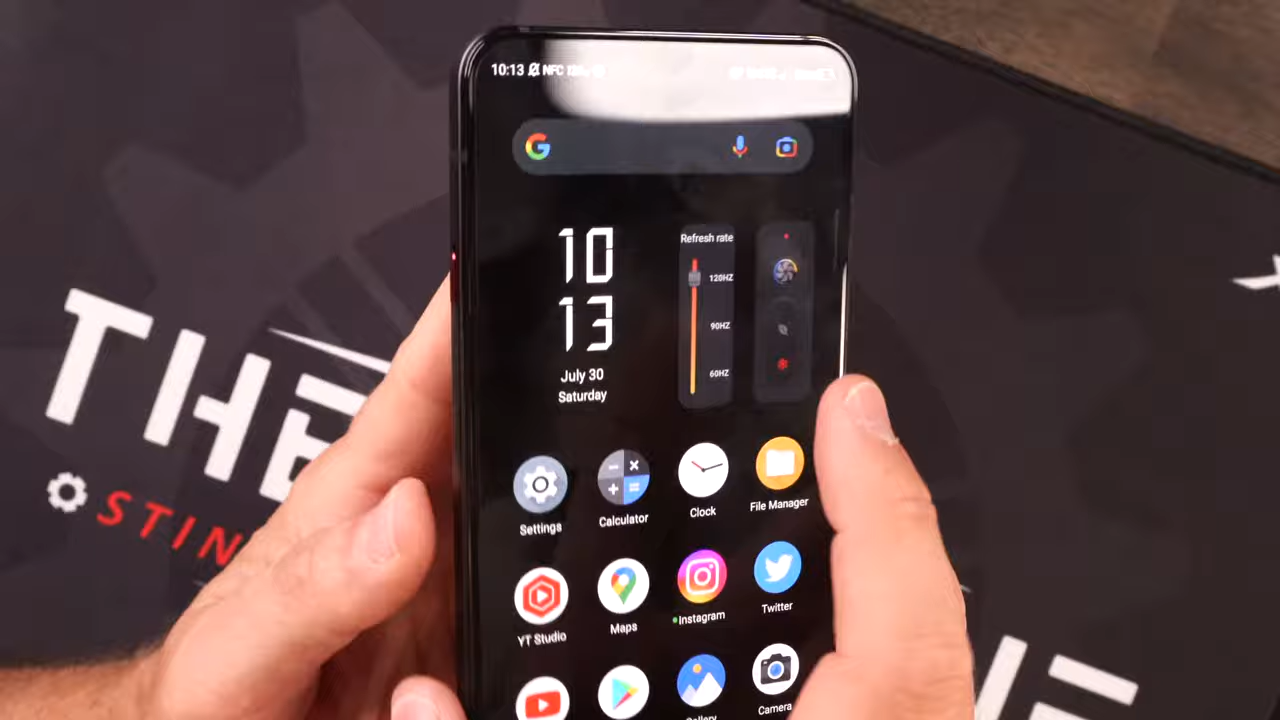 10:13 NFC
10
13
July 30
Saturday
Refresh rate
120HZ
90HZ
60HZ
Settings
Calculator
Clock
File Manager
YT Studio
Maps
Instagram
Twitter
Gallery
Camera
THE
STIN